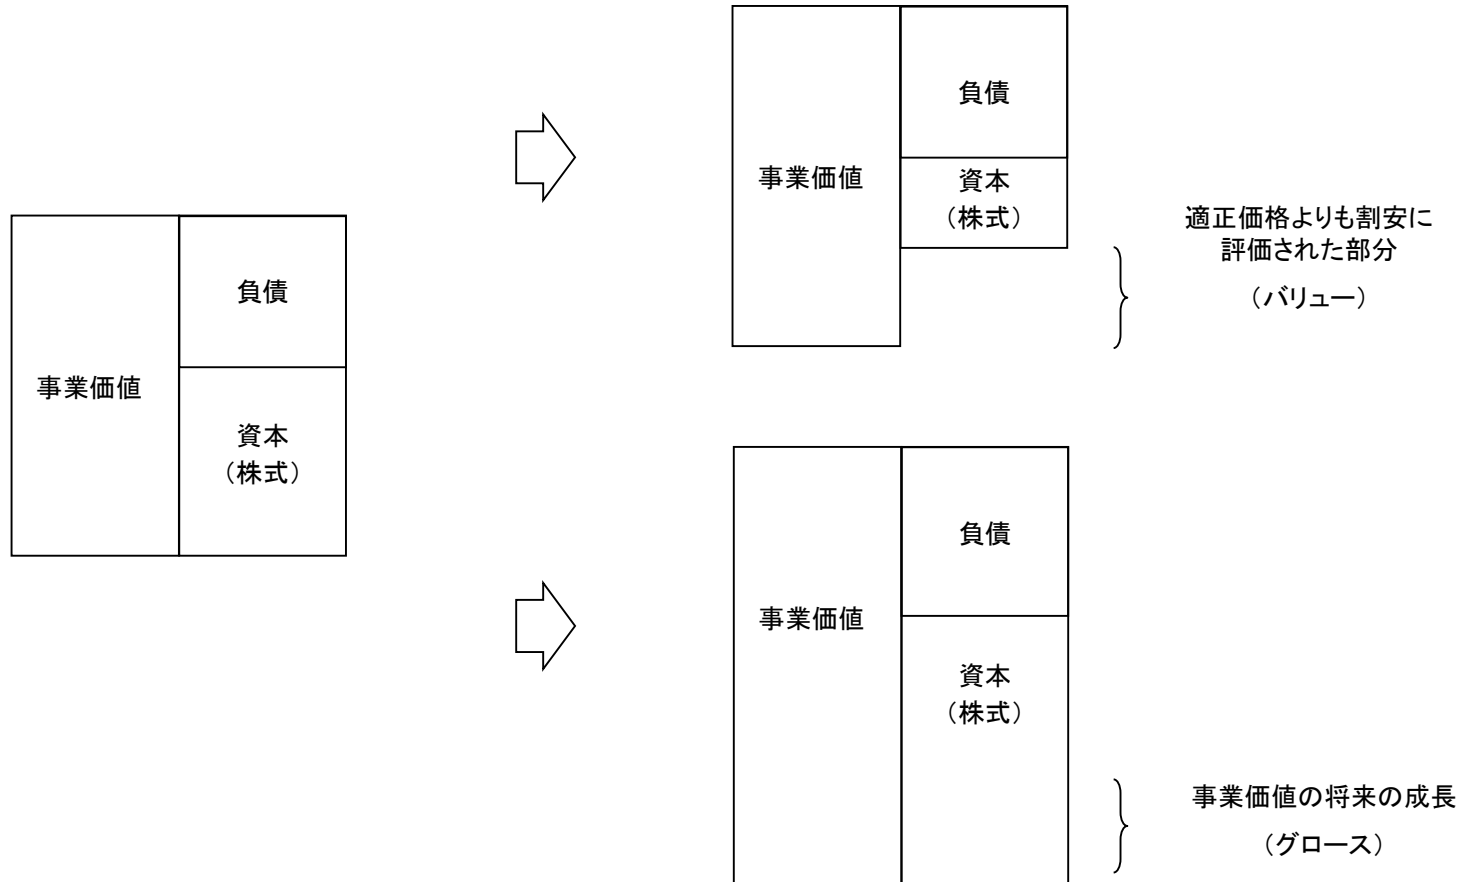 事業価値
負債
資本
（株式）
事業価値
負債
資本
（株式）
適正価格よりも割安に
評価された部分
（バリュー）
事業価値
負債
資本
（株式）
事業価値の将来の成長
（グロース）